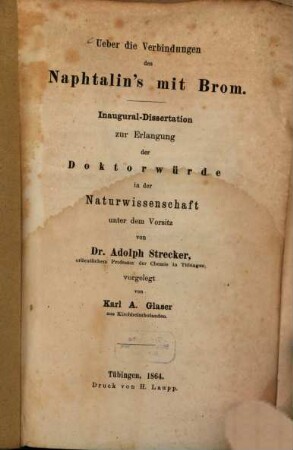 Ueber die Verbindungen
des
Naphtalin's mit Brom.
Inaugural-Dissertation
zur Erlangung
der
Doktorwürde
in der
Naturwissenschaft
unter dem Vorsitz
von
Dr. Adolph Strecker,
ordentlichem Professor der Chemie in Tübingen,
vorgelegt
von
Karl A. Glaser
aus Kirchheimbolanden.
Tübingen, 1864.
Druck von H. Laupp.